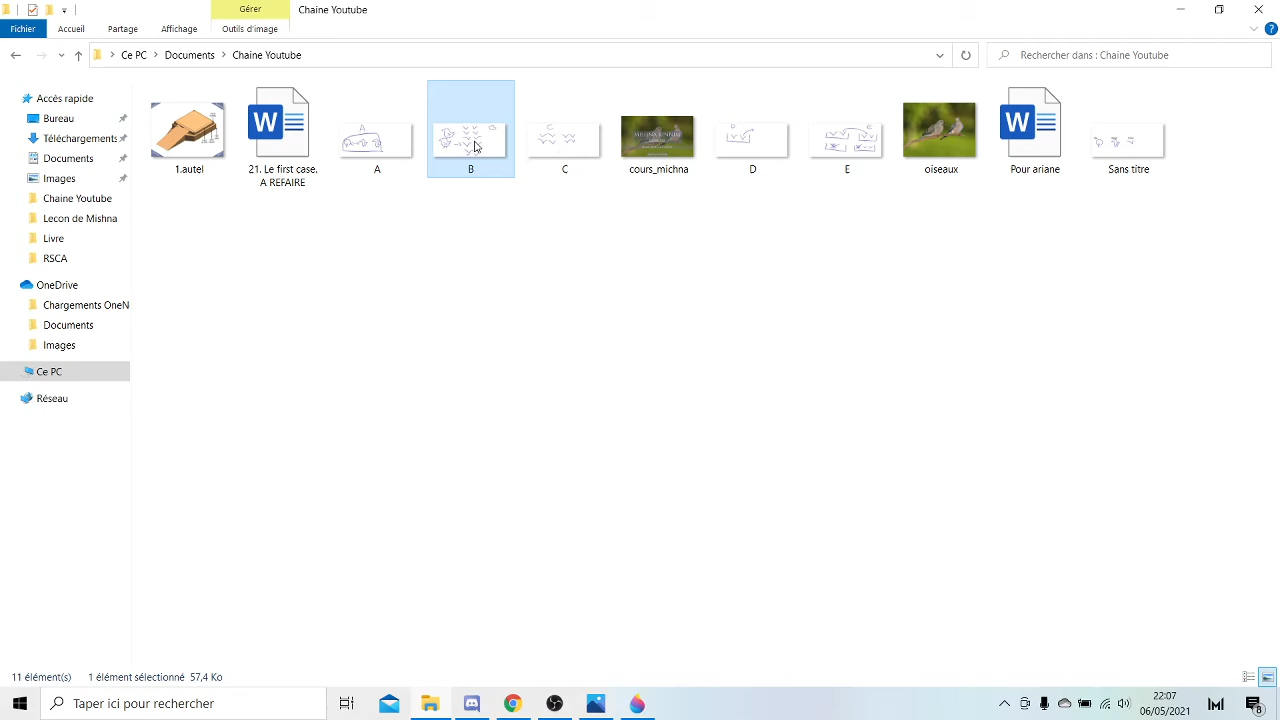 Gérer
Chaine Youtube
Fichier
Accueil
Partage
Affichage
Outils d'image
Ce PC
Documents
Chaine Youtube
Rechercher dans : Chaine Youtube
Accès rapide
Bureau
Téléchargements
Documents
Images
Chaine Youtube
Lecon de Mishna
Livre
RSCA
OneDrive
Chargements OneN
Documents
Images
Ce PC
Réseau
1.autel
21. Le first case.
A REFAIRE
A
B
C
cours_michna
D
E
oiseaux
Pour ariane
Sans titre
11 élément(s)
1 élément sélectionné 57,4 Ko
Taper ici pour rechercher
22:07
06/05/2021
8